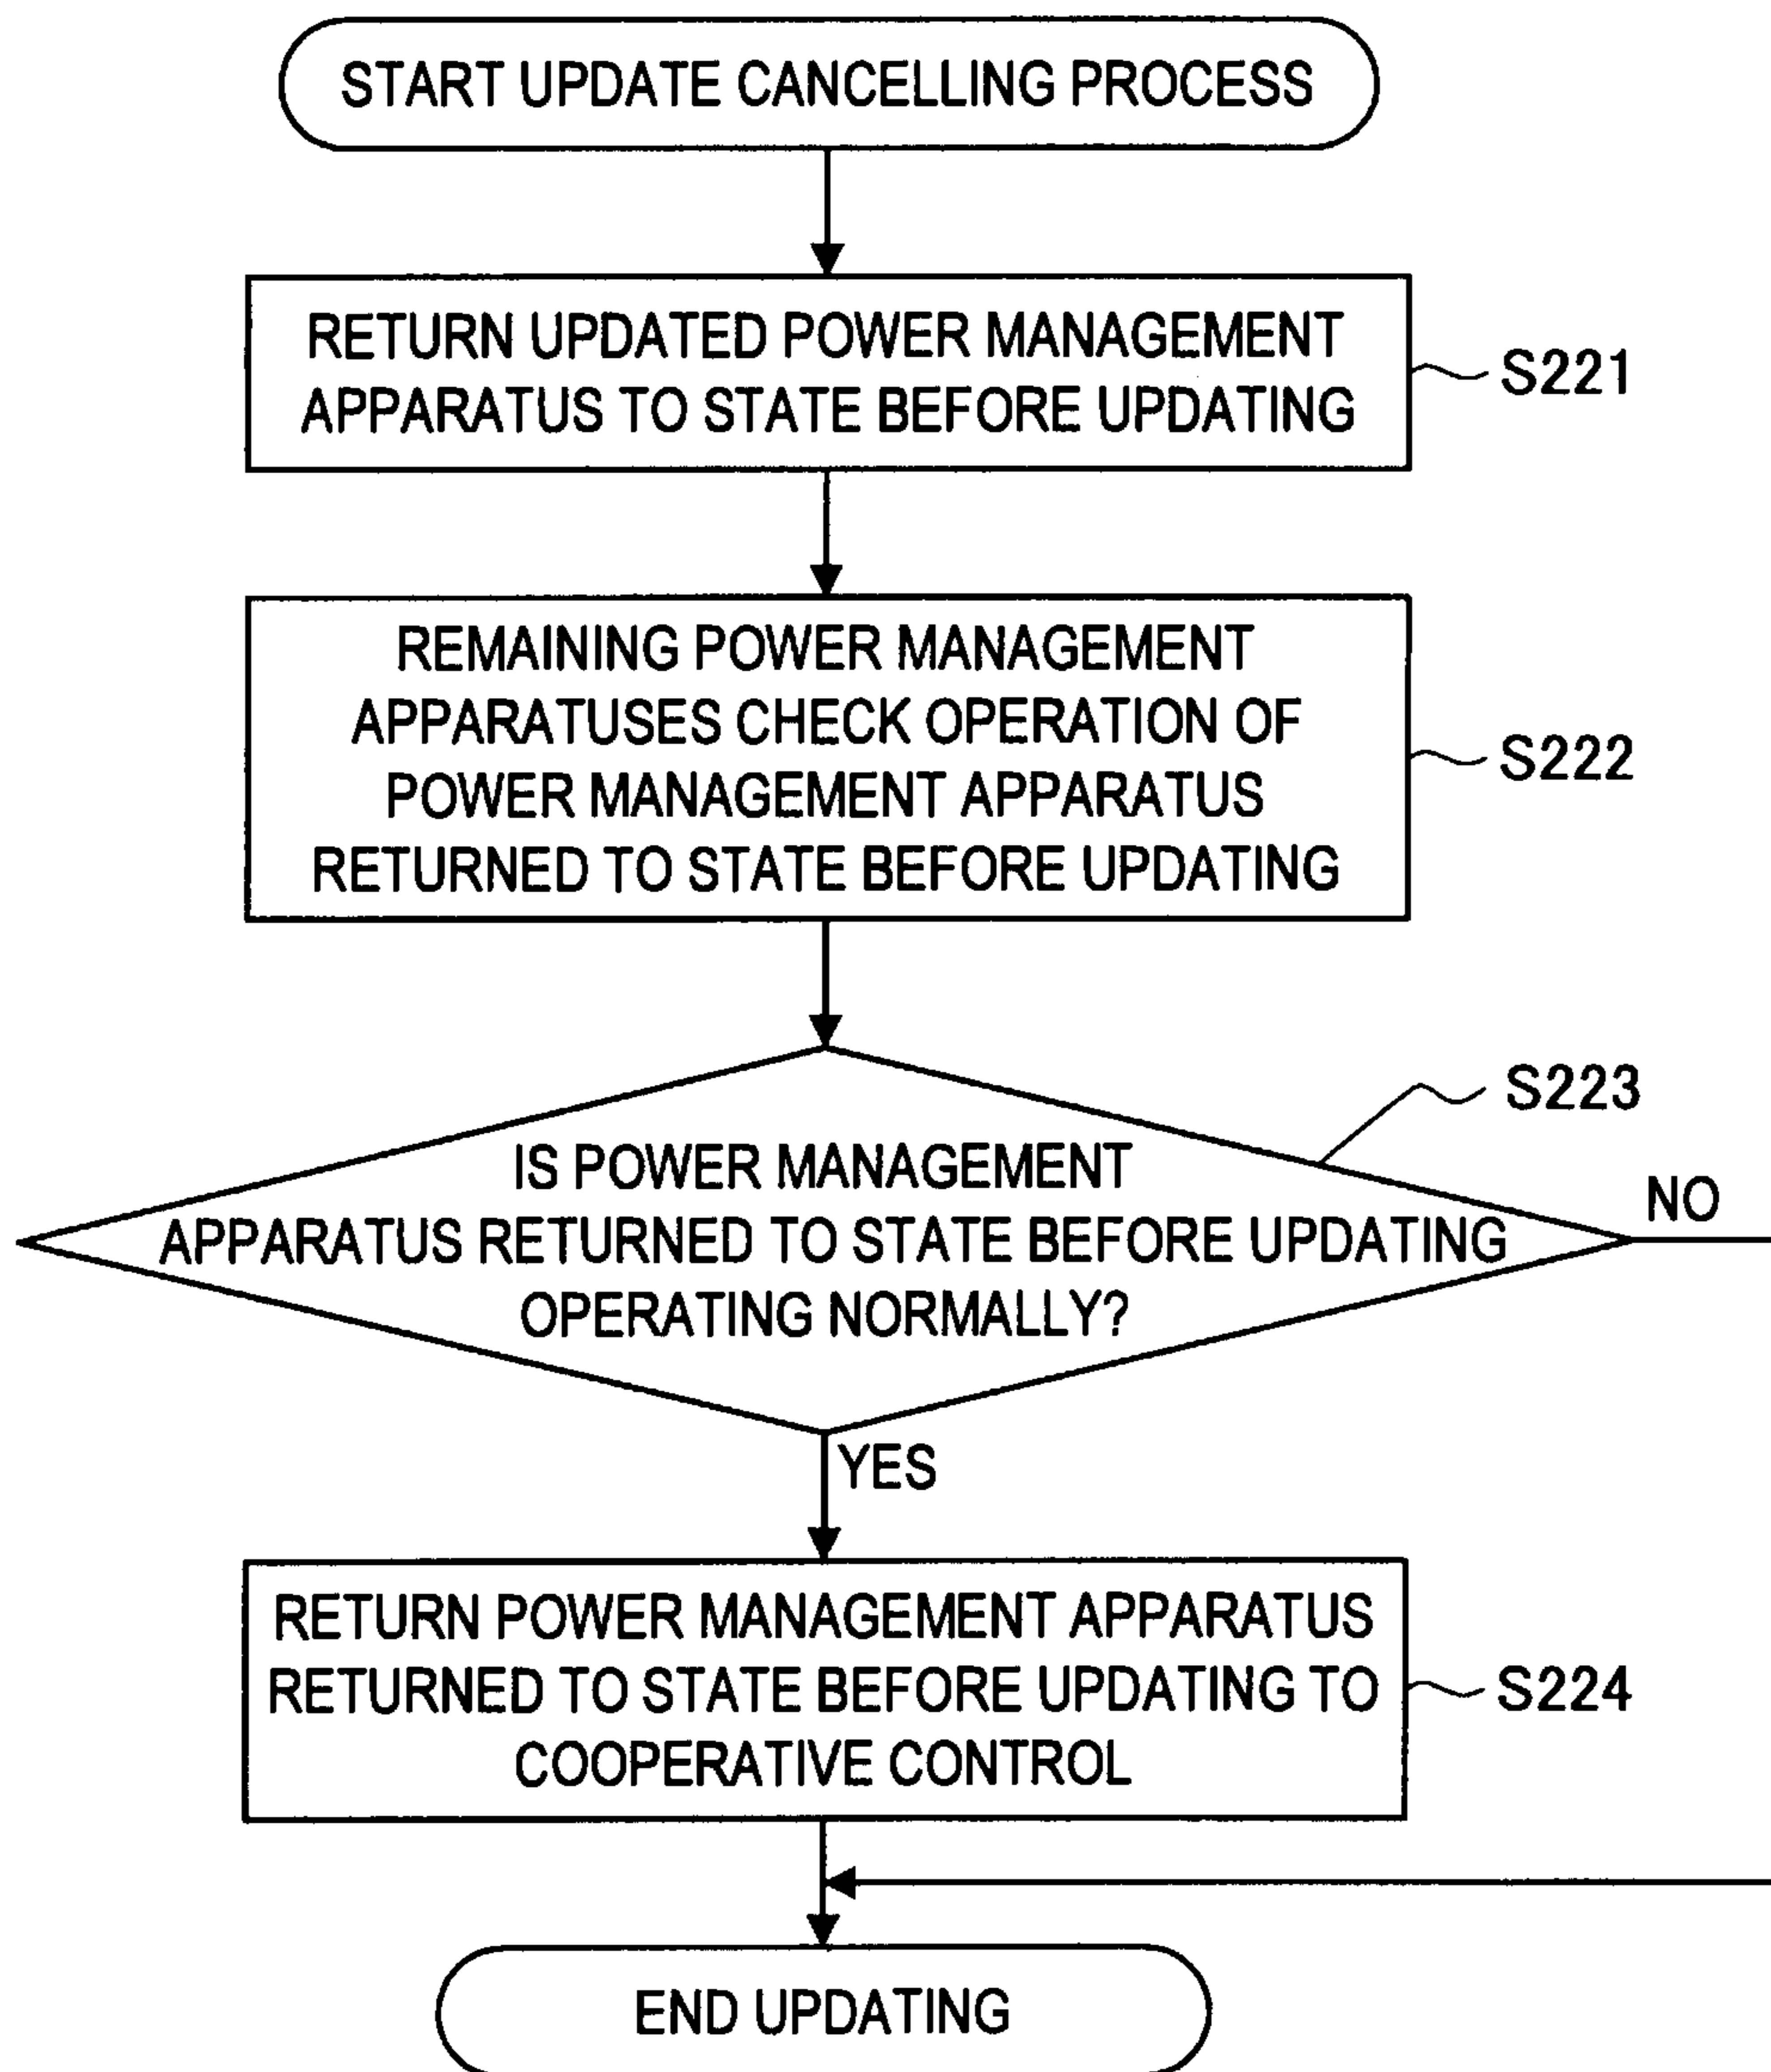 START UPDATE CANCELLING PROCESS
RETURN UPDATED POWER MANAGEMENT
APPARATUS TO STATE BEFORE UPDATING
S221
REMAINING POWER MANAGEMENT
APPARATUSES CHECK OPERATION OF
POWER MANAGEMENT APPARATUS
RETURNED TO STATE BEFORE UPDATING
S222
S223
IS POWER MANAGEMENT
APPARATUS RETURNED TO STATE BEFORE UPDATING
OPERATING NORMALLY?
NO
YES
RETURN POWER MANAGEMENT APPARATUS
RETURNED TO STATE BEFORE UPDATING TO
COOPERATIVE CONTROL
S224
END UPDATING